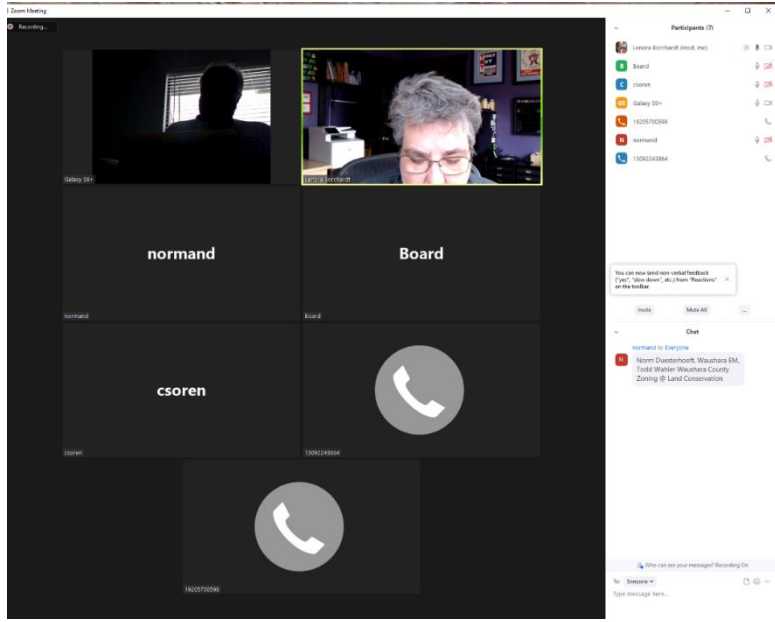 Zoom Meeting
Recording...
Galaxy S9+
Lenora Borchardt
normand
normand
Board
Board
csoren
csoren
13092243864
19205700598
Participants (7)
Lenora Borchardt (Host, me)
B Board
C csoren
GS Galaxy S9+
19205700598
N normand
13092243864
You can now send non-verbal feedback
("yes", "slow down", etc.) from "Reactions"
on the toolbar.
Invite
Mute All
...
Chat
normand to Everyone
N Norm Duesterhoeft, Waushara EM,
Todd Wahler Waushara County
Zoning @ Land Conservation
Who can see your messages? Recording On
To: Everyone
Type message here...